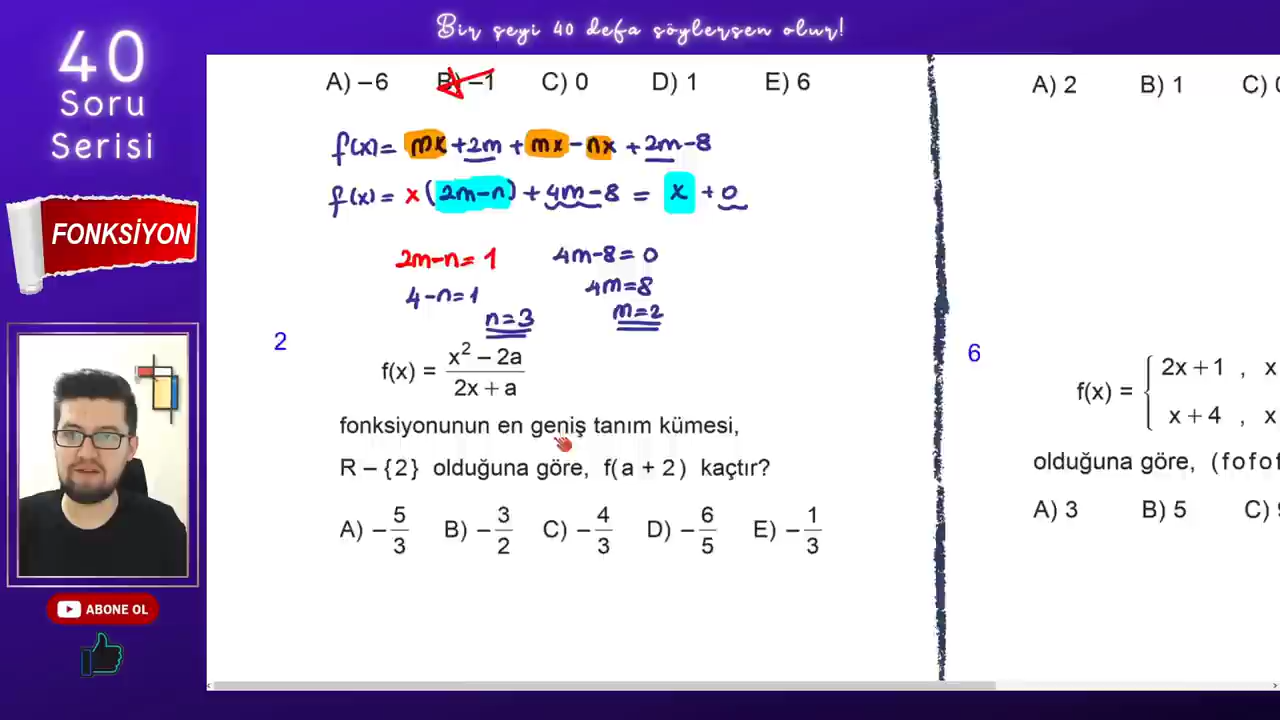 Bir şeyi 40 defa söylersen olur!
40
Soru
Serisi
FONKSİYON
ABONE OL
A) −6 B) −1 C) 0 D) 1 E) 6
f(x) = mx + 2m + mx − nx + 2m − 8
f(x) = x (2m − n) + 4m − 8 = x + 0
2m − n = 1 4m − 8 = 0
4 − n = 1 4m = 8
n = 3 m = 2
2
f(x) = x² − 2a / 2x + a
fonksiyonunun en geniş tanım kümesi,
R − {2} olduğuna göre, f(a + 2) kaçtır?
A) −5/3 B) −3/2 C) −4/3 D) −6/5 E) −1/3
A) 2 B) 1 C)
6
f(x) = { 2x + 1 , x
x + 4 , x
olduğuna göre, (fofof
A) 3 B) 5 C)